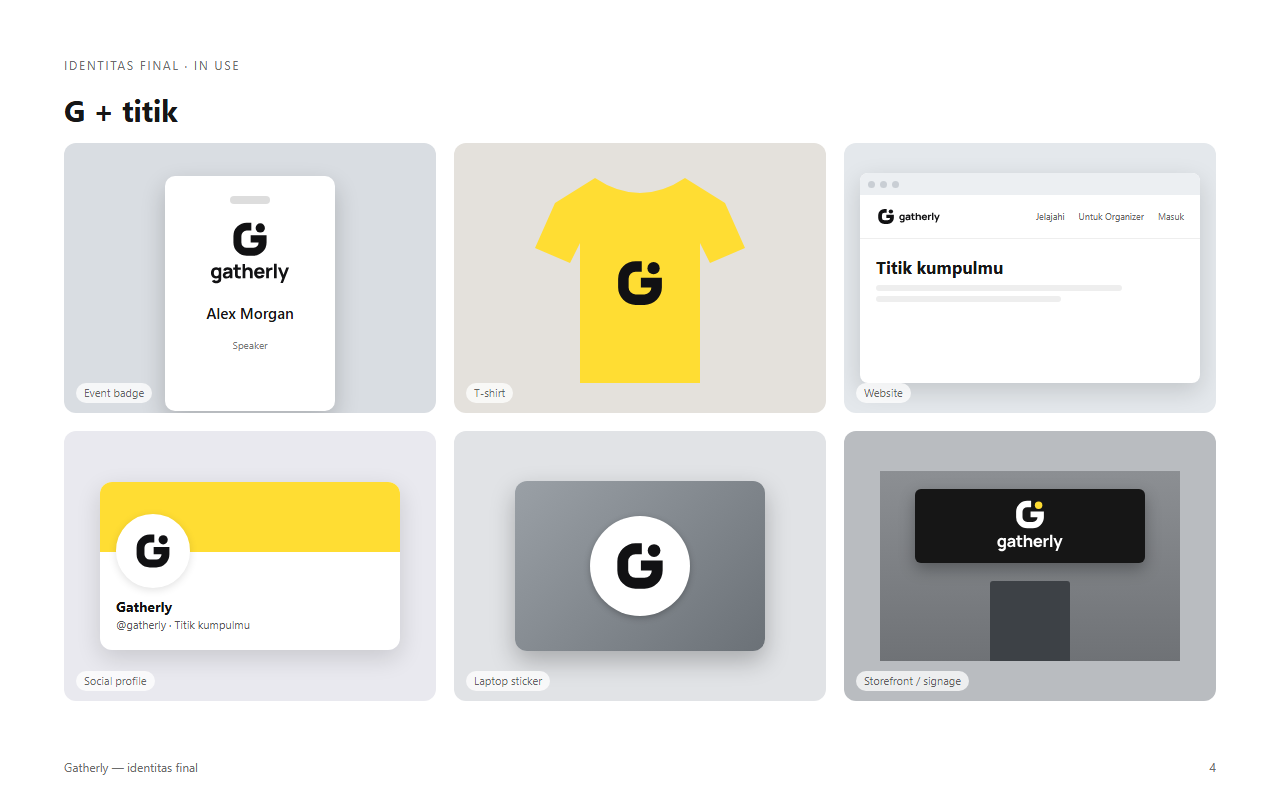 IDENTITAS FINAL · IN USE
G + titik
gatherly
Alex Morgan
Speaker
Event badge
T-shirt
gatherly
Jelajahi Untuk Organizer Masuk
Titik kumpulmu
Website
Gatherly
@gatherly · Titik kumpulmu
Social profile
Laptop sticker
gatherly
Storefront / signage
Gatherly — identitas final
4